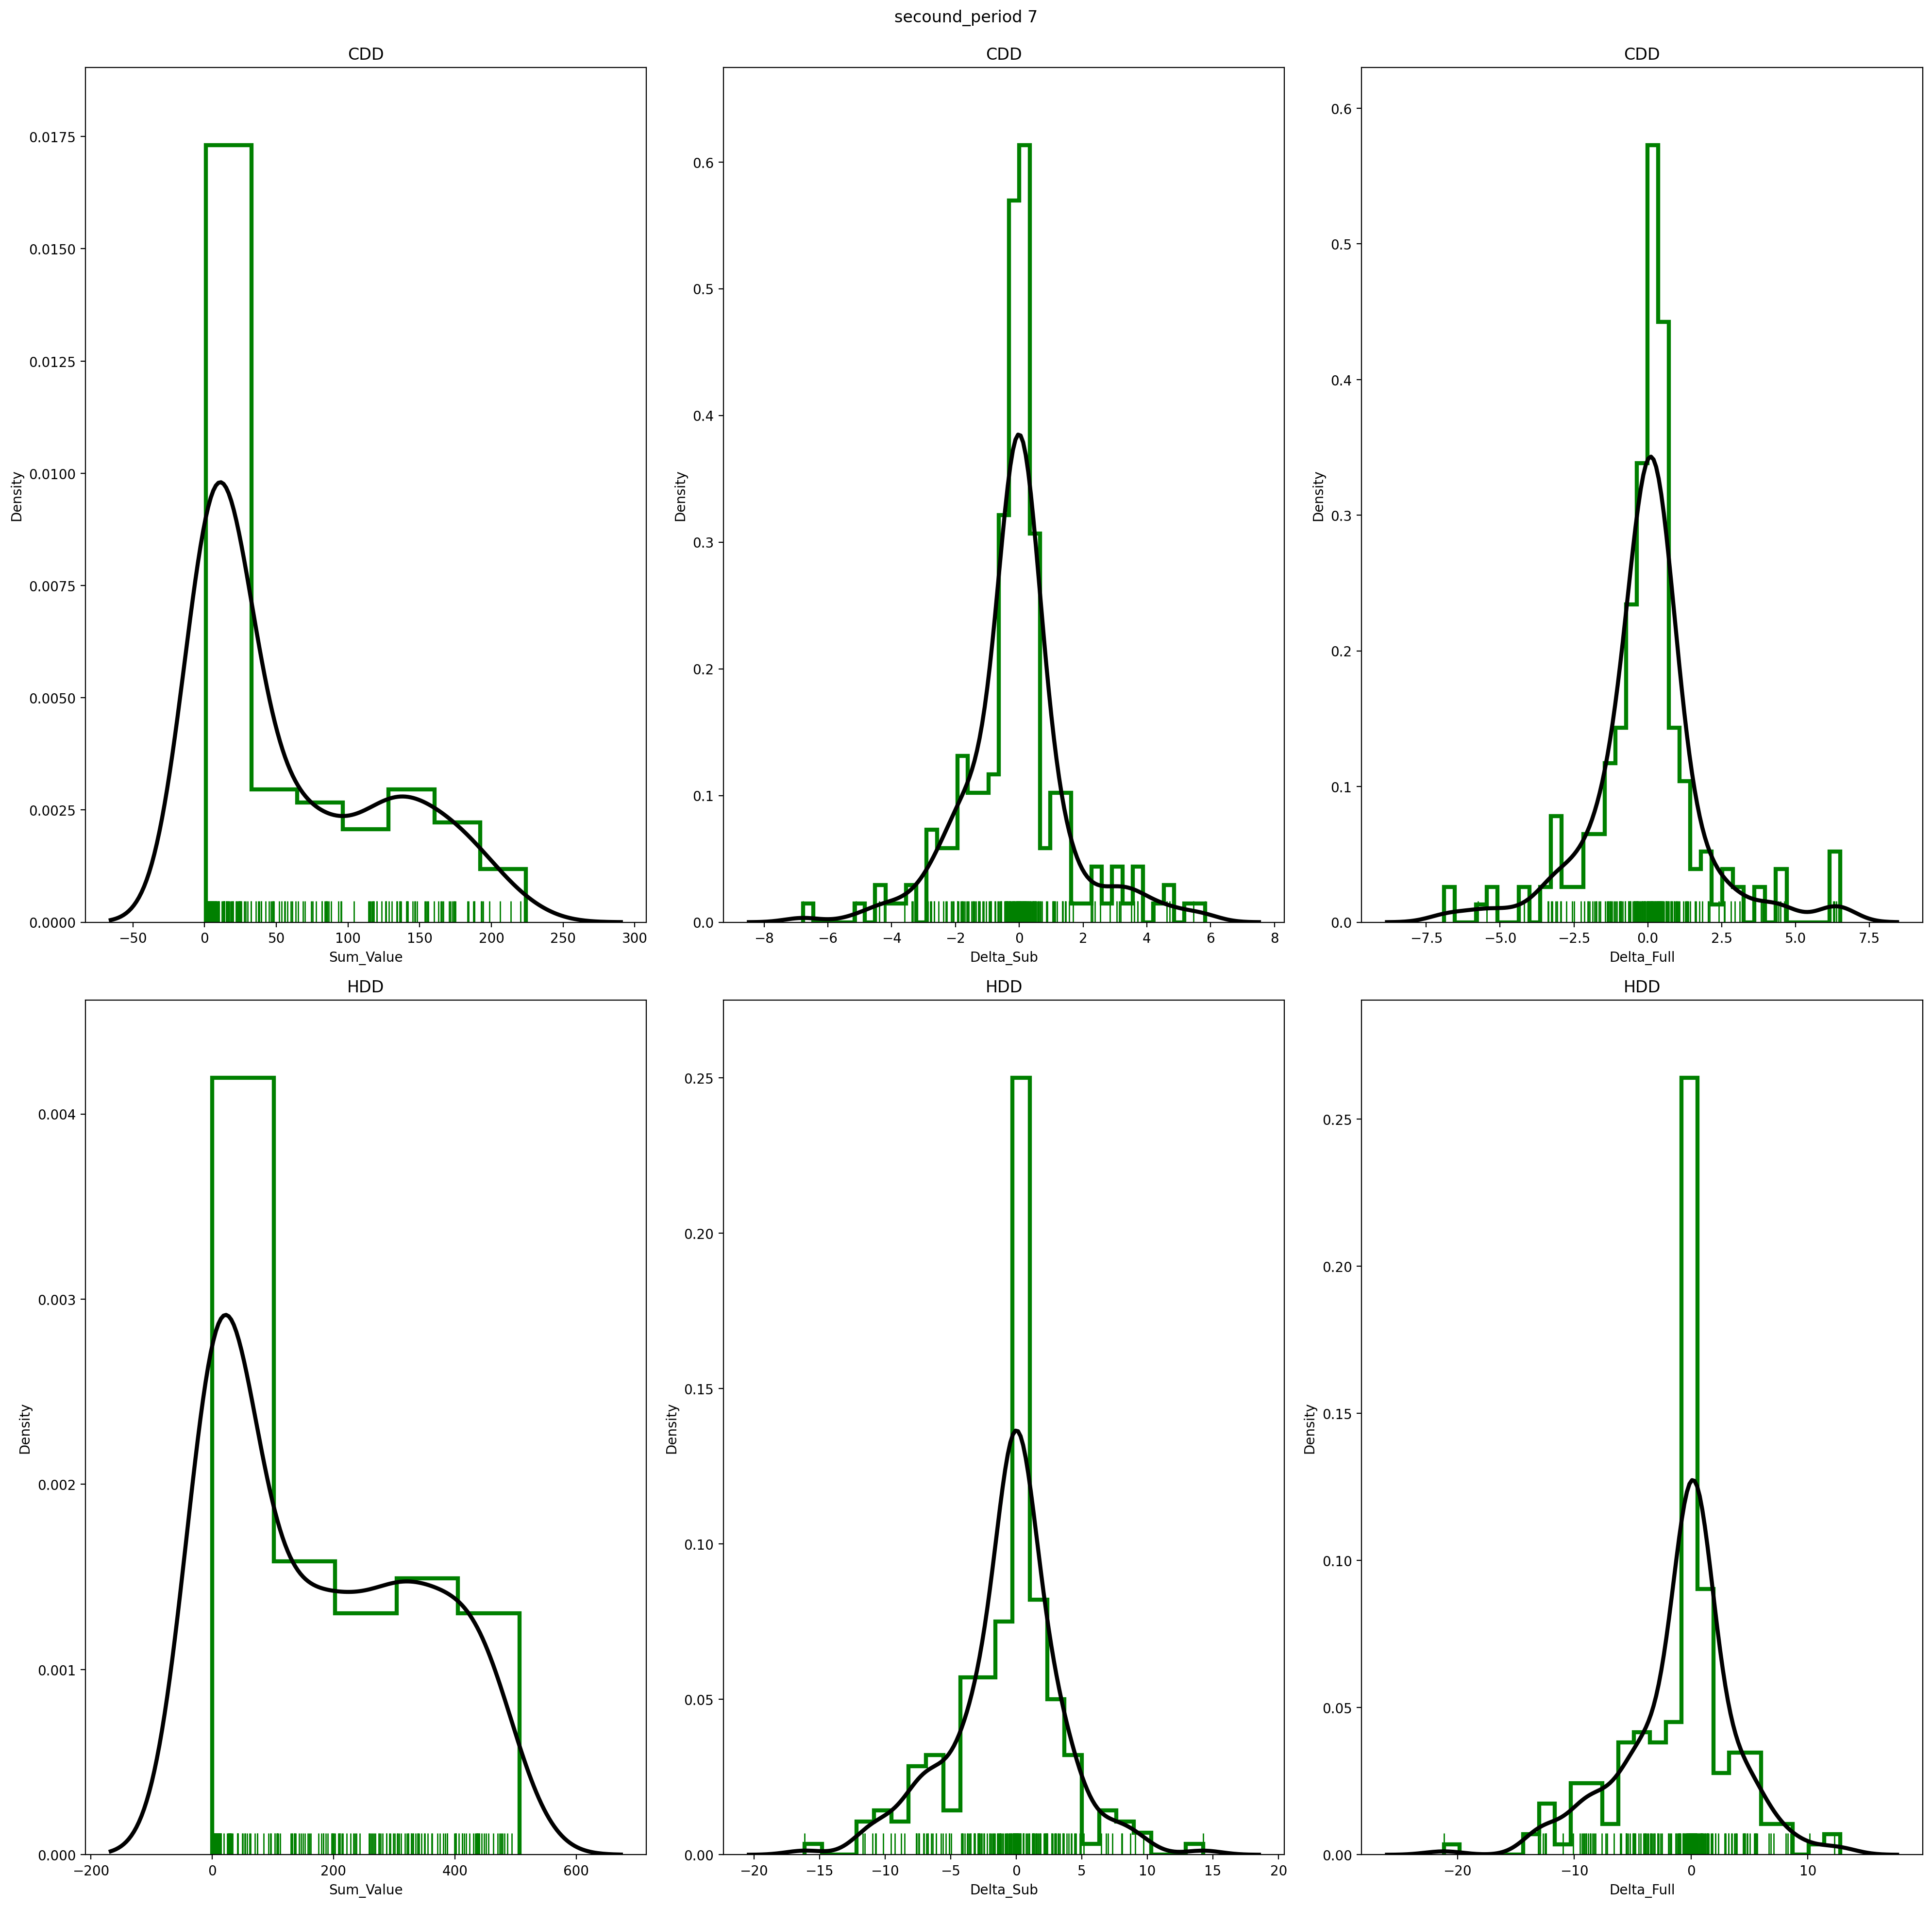 secound_period 7
CDD
0.0175
0.0150
0.0125
0.0100
0.0075
0.0050
0.0025
0.0000
Density
−50 0 50 100 150 200 250 300
Sum_Value
CDD
0.6
0.5
0.4
0.3
0.2
0.1
0.0
Density
−8 −6 −4 −2 0 2 4 6 8
Delta_Sub
CDD
0.6
0.5
0.4
0.3
0.2
0.1
0.0
Density
−7.5 −5.0 −2.5 0.0 2.5 5.0 7.5
Delta_Full
HDD
0.004
0.003
0.002
0.001
0.000
Density
−200 0 200 400 600
Sum_Value
HDD
0.25
0.20
0.15
0.10
0.05
0.00
Density
−20 −15 −10 −5 0 5 10 15 20
Delta_Sub
HDD
0.25
0.20
0.15
0.10
0.05
0.00
Density
−20 −10 0 10
Delta_Full